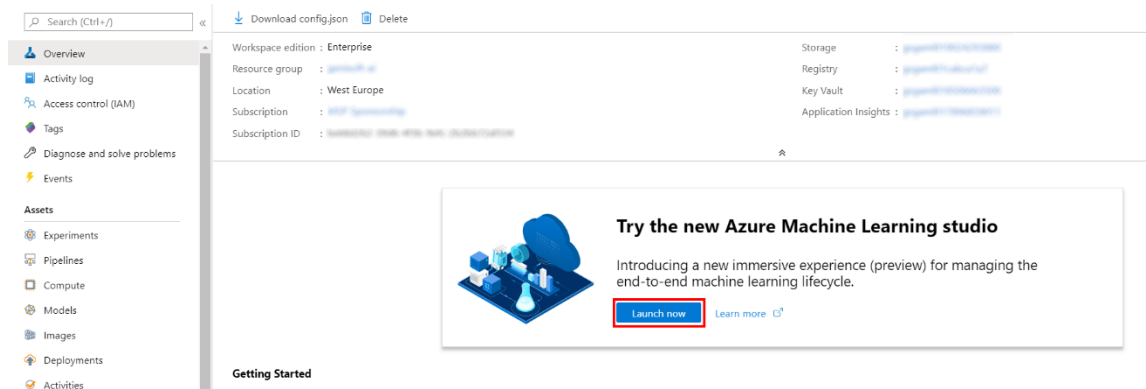 Search (Ctrl+/)
«
Download config.json Delete
Overview
Activity log
Access control (IAM)
Tags
Diagnose and solve problems
Events
Assets
Experiments
Pipelines
Compute
Models
Images
Deployments
Activities
Workspace edition : Enterprise
Resource group :
Location : West Europe
Subscription :
Subscription ID :
Storage :
Registry :
Key Vault :
Application Insights :
Try the new Azure Machine Learning studio
Introducing a new immersive experience (preview) for managing the
end-to-end machine learning lifecycle.
Launch now Learn more
Getting Started